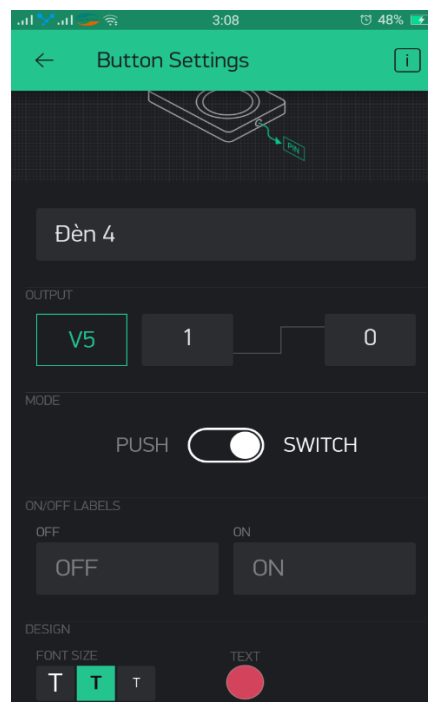 3:08 48%
Button Settings i
PIN
Đèn 4
OUTPUT
V5 1 0
MODE
PUSH SWITCH
ON/OFF LABELS
OFF ON
OFF ON
DESIGN
FONT SIZE TEXT
T T T